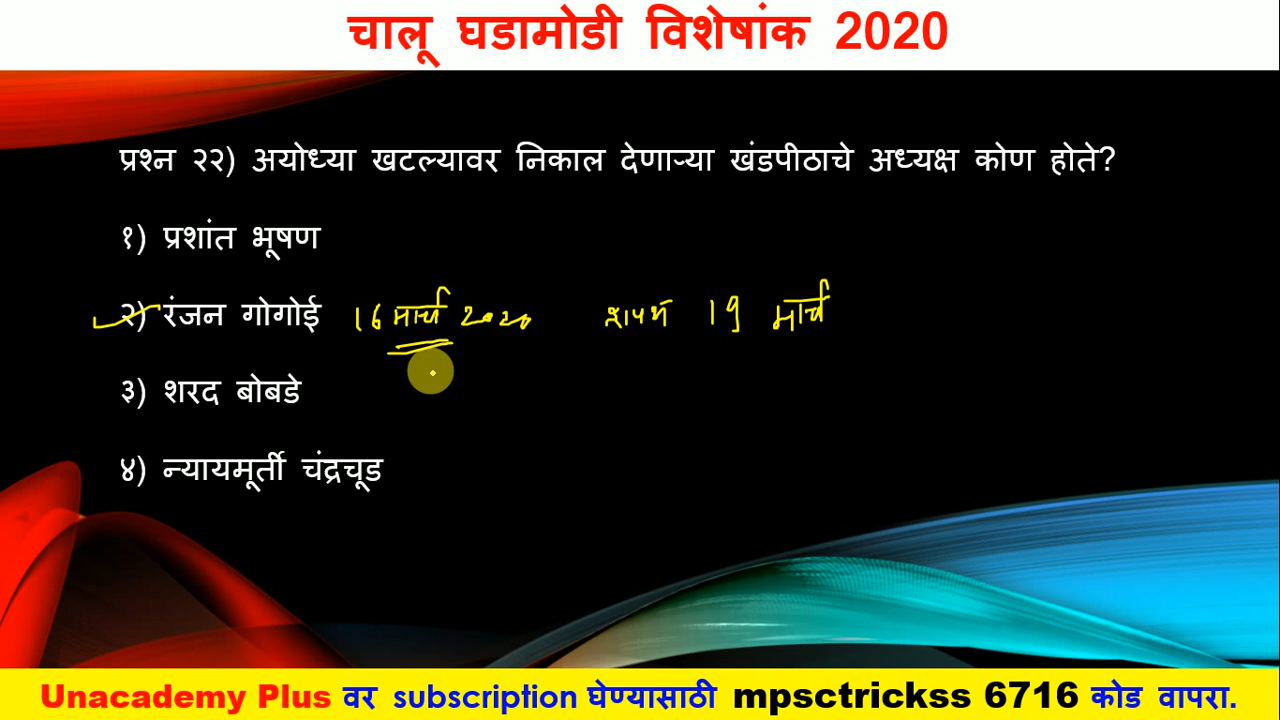 चालू घडामोडी विशेषांक 2020
प्रश्न २२) अयोध्या खटल्यावर निकाल देणाऱ्या खंडपीठाचे अध्यक्ष कोण होते?
१) प्रशांत भूषण
२) रंजन गोगोई 16 मार्च 2020 शपथ 19 मार्च
३) शरद बोबडे
४) न्यायमूर्ती चंद्रचूड
Unacademy Plus वर subscription घेण्यासाठी mpsctrickss 6716 कोड वापरा.